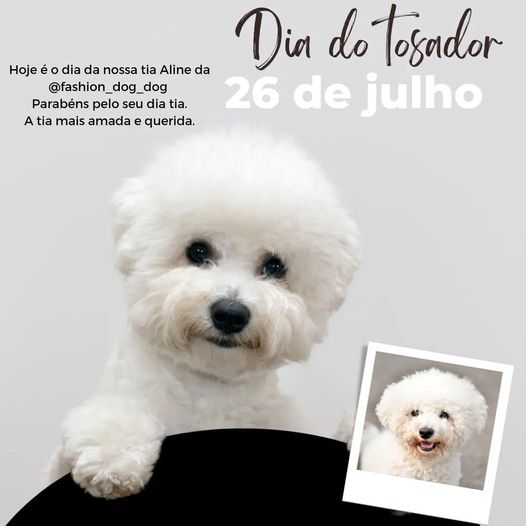 Dia do Tosador
26 de julho
Hoje é o dia da nossa tia Aline da
@fashion_dog_dog
Parabéns pelo seu dia tia.
A tia mais amada e querida.